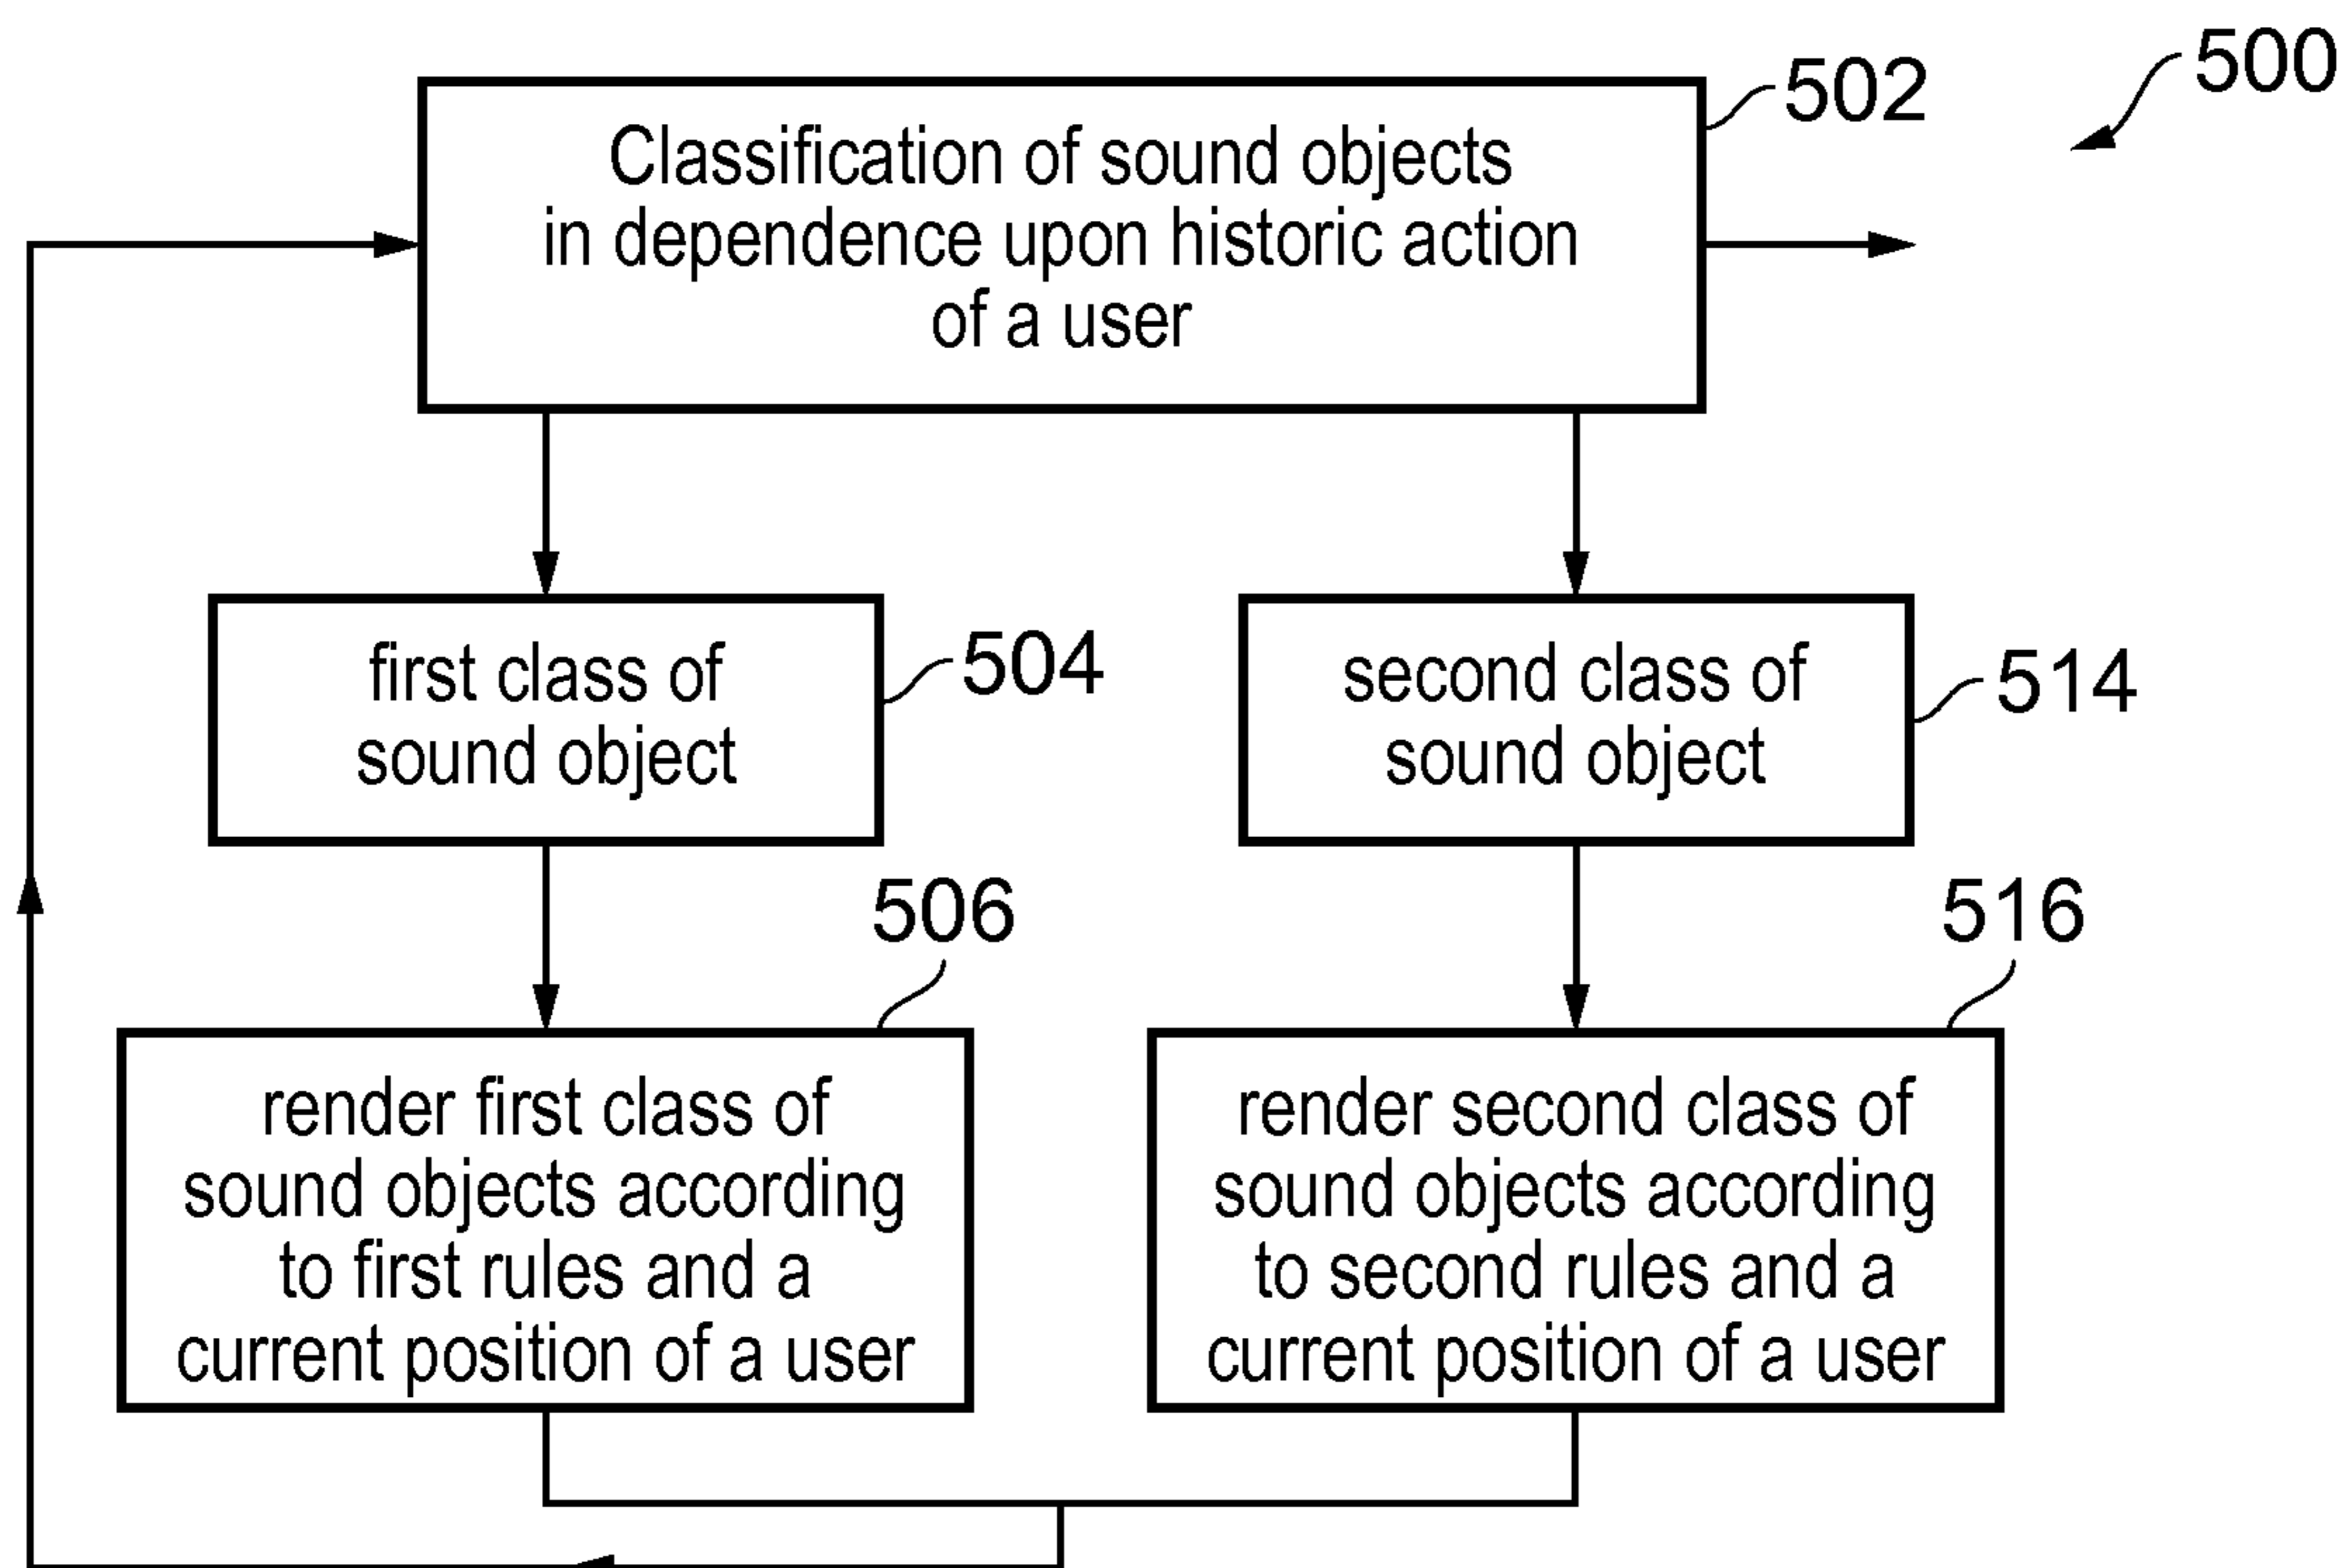 500
502
Classification of sound objects
in dependence upon historic action
of a user
first class of
sound object
504
second class of
sound object
514
506
render first class of
sound objects according
to first rules and a
current position of a user
516
render second class of
sound objects according
to second rules and a
current position of a user